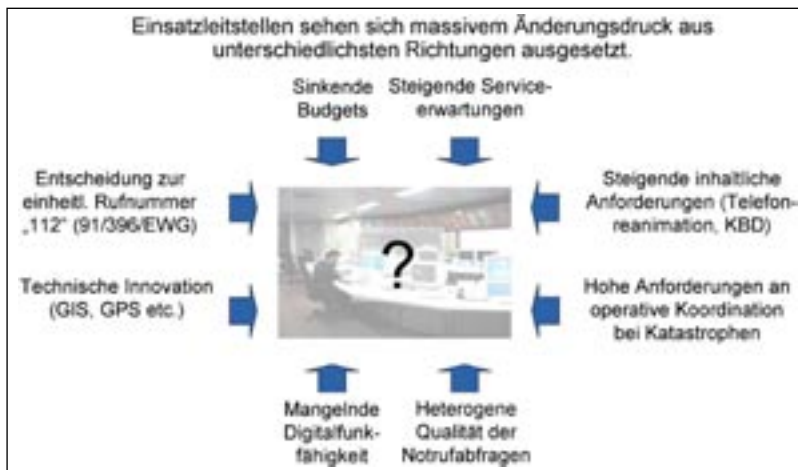 Einsatzleitstellen sehen sich massivem Änderungsdruck aus
unterschiedlichsten Richtungen ausgesetzt.
Sinkende
Budgets
Steigende Service-
erwartungen
Entscheidung zur
einheitl. Rufnummer
„112“ (91/396/EWG)
Steigende inhaltliche
Anforderungen (Telefon-
reanimation, KBD)
?
Technische Innovation
(GIS, GPS etc.)
Hohe Anforderungen an
operative Koordination
bei Katastrophen
Mangelnde
Digitalfunk-
fähigkeit
Heterogene
Qualität der
Notrufabfragen